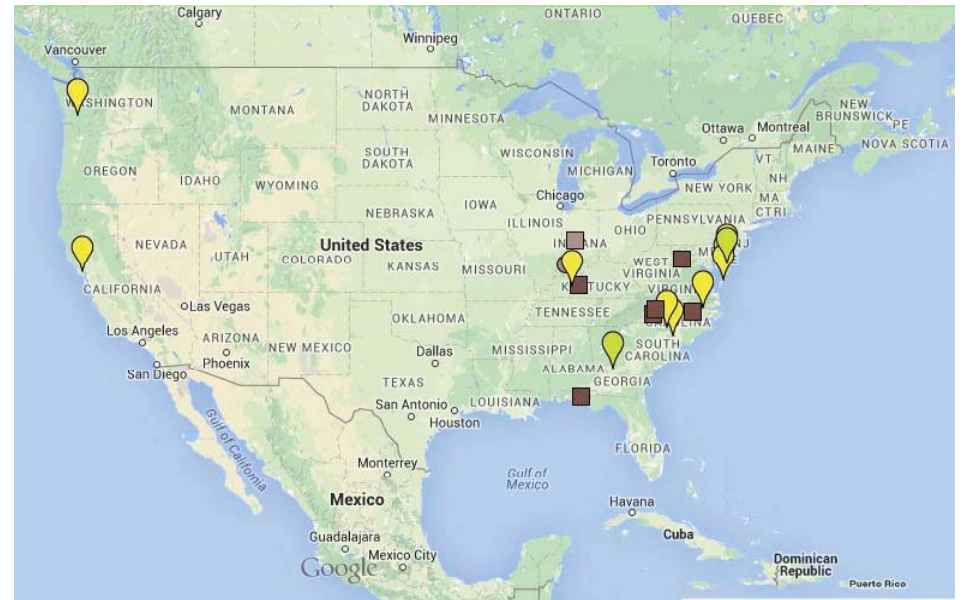 Calgary
ONTARIO
QUEBEC
Vancouver
Winnipeg
WASHINGTON
MONTANA
NORTH
DAKOTA
MINNESOTA
NEW
BRUNSWICK
PE
Ottawa
Montreal
MAINE
NOVA SCOTIA
OREGON
IDAHO
WYOMING
SOUTH
DAKOTA
WISCONSIN
MICHIGAN
Toronto
VT
NH
NEW YORK
MA
CT
RI
Chicago
IOWA
NEBRASKA
ILLINOIS
OHIO
PENNSYLVANIA
NEVADA
UTAH
COLORADO
United States
KANSAS
MISSOURI
WEST
VIRGINIA
NJ
CALIFORNIA
Las Vegas
OKLAHOMA
TENNESSEE
Los Angeles
ARIZONA
Phoenix
NEW MEXICO
Dallas
MISSISSIPPI
SOUTH
CAROLINA
San Diego
ALABAMA
GEORGIA
TEXAS
LOUISIANA
San Antonio
Houston
Gulf of California
FLORIDA
Monterrey
Gulf of
Mexico
Mexico
Havana
Cuba
Guadalajara
Mexico City
Google
Dominican
Republic
Puerto Rico